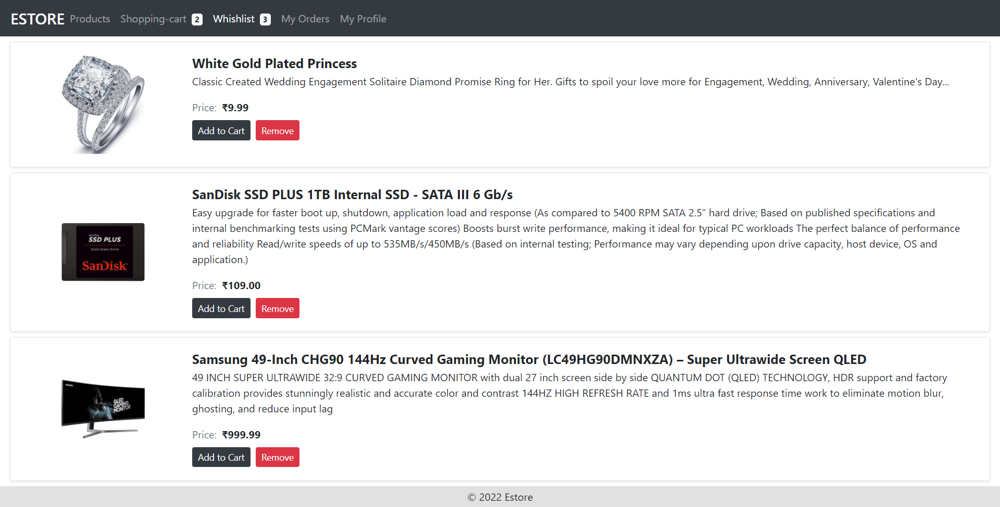 ESTORE Products Shopping-cart 2 Whishlist 3 My Orders My Profile
White Gold Plated Princess
Classic Created Wedding Engagement Solitaire Diamond Promise Ring for Her. Gifts to spoil your love more for Engagement, Wedding, Anniversary, Valentine's Day...
Price: ₹9.99
Add to Cart Remove
SanDisk SSD PLUS 1TB Internal SSD - SATA III 6 Gb/s
Easy upgrade for faster boot up, shutdown, application load and response (As compared to 5400 RPM SATA 2.5” hard drive; Based on published specifications and
internal benchmarking tests using PCMark vantage scores) Boosts burst write performance, making it ideal for typical PC workloads The perfect balance of performance
and reliability Read/write speeds of up to 535MB/s/450MB/s (Based on internal testing; Performance may vary depending upon drive capacity, host device, OS and
application.)
SanDisk
SSD PLUS
Solid State Drive
SanDisk
Price: ₹109.00
Add to Cart Remove
Samsung 49-Inch CHG90 144Hz Curved Gaming Monitor (LC49HG90DMNXZA) – Super Ultrawide Screen QLED
49 INCH SUPER ULTRAWIDE 32:9 CURVED GAMING MONITOR with dual 27 inch screen side by side QUANTUM DOT (QLED) TECHNOLOGY, HDR support and factory
calibration provides stunningly realistic and accurate color and contrast 144HZ HIGH REFRESH RATE and 1ms ultra fast response time work to eliminate motion blur,
ghosting, and reduce input lag
QLED
GAMING
MONITOR
Price: ₹999.99
Add to Cart Remove
© 2022 Estore